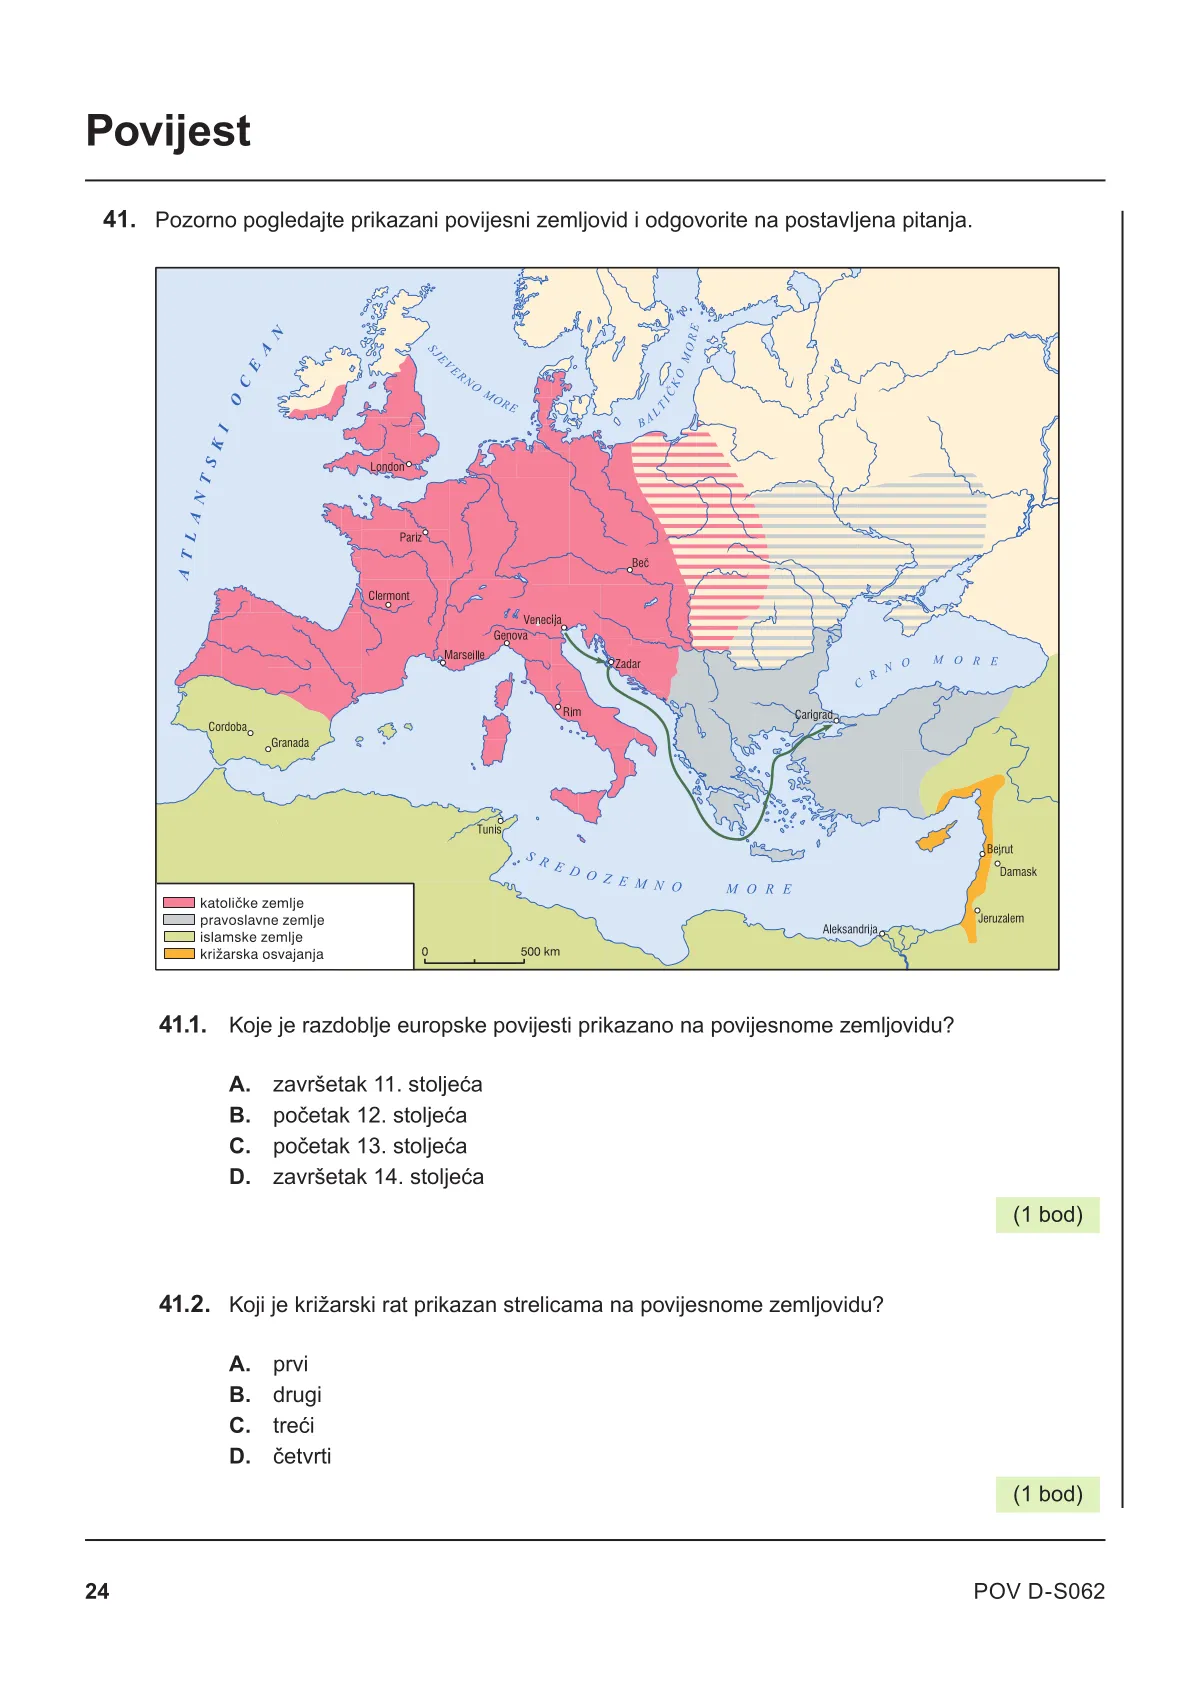 Povijest
41. Pozorno pogledajte prikazani povijesni zemljovid i odgovorite na postavljena pitanja.
ATLANTSKI OCEAN
SJEVERNO MORE
BALTIČKO MORE
London
Pariz
Beč
Clermont
Venecija
Genova
Marseille
Zadar
CRNO MORE
Rim
Carigrad
Cordoba
Granada
Tunis
Bejrut
Damask
SREDOZEMNO MORE
Jeruzalem
Aleksandrija
katoličke zemlje
pravoslavne zemlje
islamske zemlje
križarska osvajanja
0 500 km
41.1. Koje je razdoblje europske povijesti prikazano na povijesnome zemljovidu?
A. završetak 11. stoljeća
B. početak 12. stoljeća
C. početak 13. stoljeća
D. završetak 14. stoljeća
(1 bod)
41.2. Koji je križarski rat prikazan strelicama na povijesnome zemljovidu?
A. prvi
B. drugi
C. treći
D. četvrti
(1 bod)
24
POV D-S062